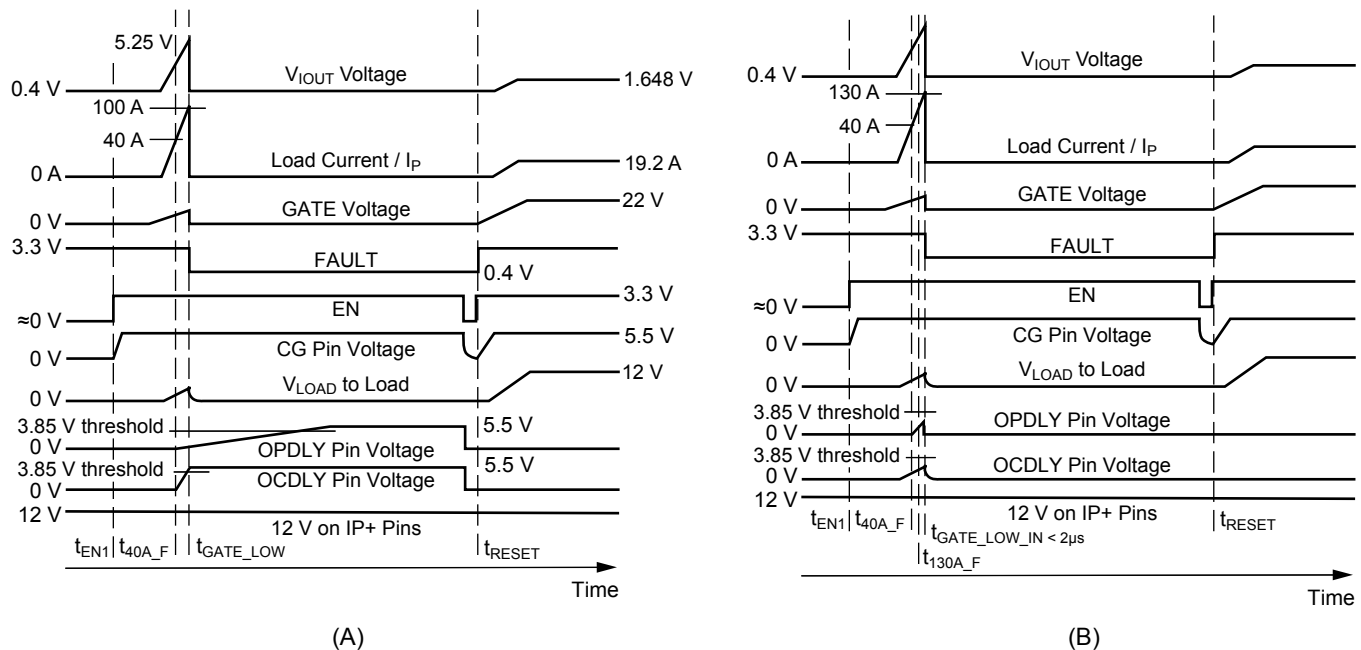 5.25 V
0.4 V
VIOUT Voltage
1.648 V
100 A
40 A
0 A
Load Current / IP
19.2 A
0 V
GATE Voltage
22 V
3.3 V
FAULT
0.4 V
≈0 V
EN
3.3 V
0 V
CG Pin Voltage
5.5 V
0 V
VLOAD to Load
12 V
3.85 V threshold
0 V
OPDLY Pin Voltage
5.5 V
3.85 V threshold
0 V
OCDLY Pin Voltage
5.5 V
12 V
12 V on IP+ Pins
tEN1
t40A_F
tGATE_LOW
tRESET
Time
(A)
0.4 V
VIOUT Voltage
130 A
40 A
0 A
Load Current / IP
0 V
GATE Voltage
3.3 V
FAULT
≈0 V
EN
0 V
CG Pin Voltage
0 V
VLOAD to Load
3.85 V threshold
0 V
OPDLY Pin Voltage
3.85 V threshold
0 V
OCDLY Pin Voltage
12 V
12 V on IP+ Pins
tEN1
t40A_F
tGATE_LOW_IN < 2µs
t130A_F
tRESET
Time
(B)